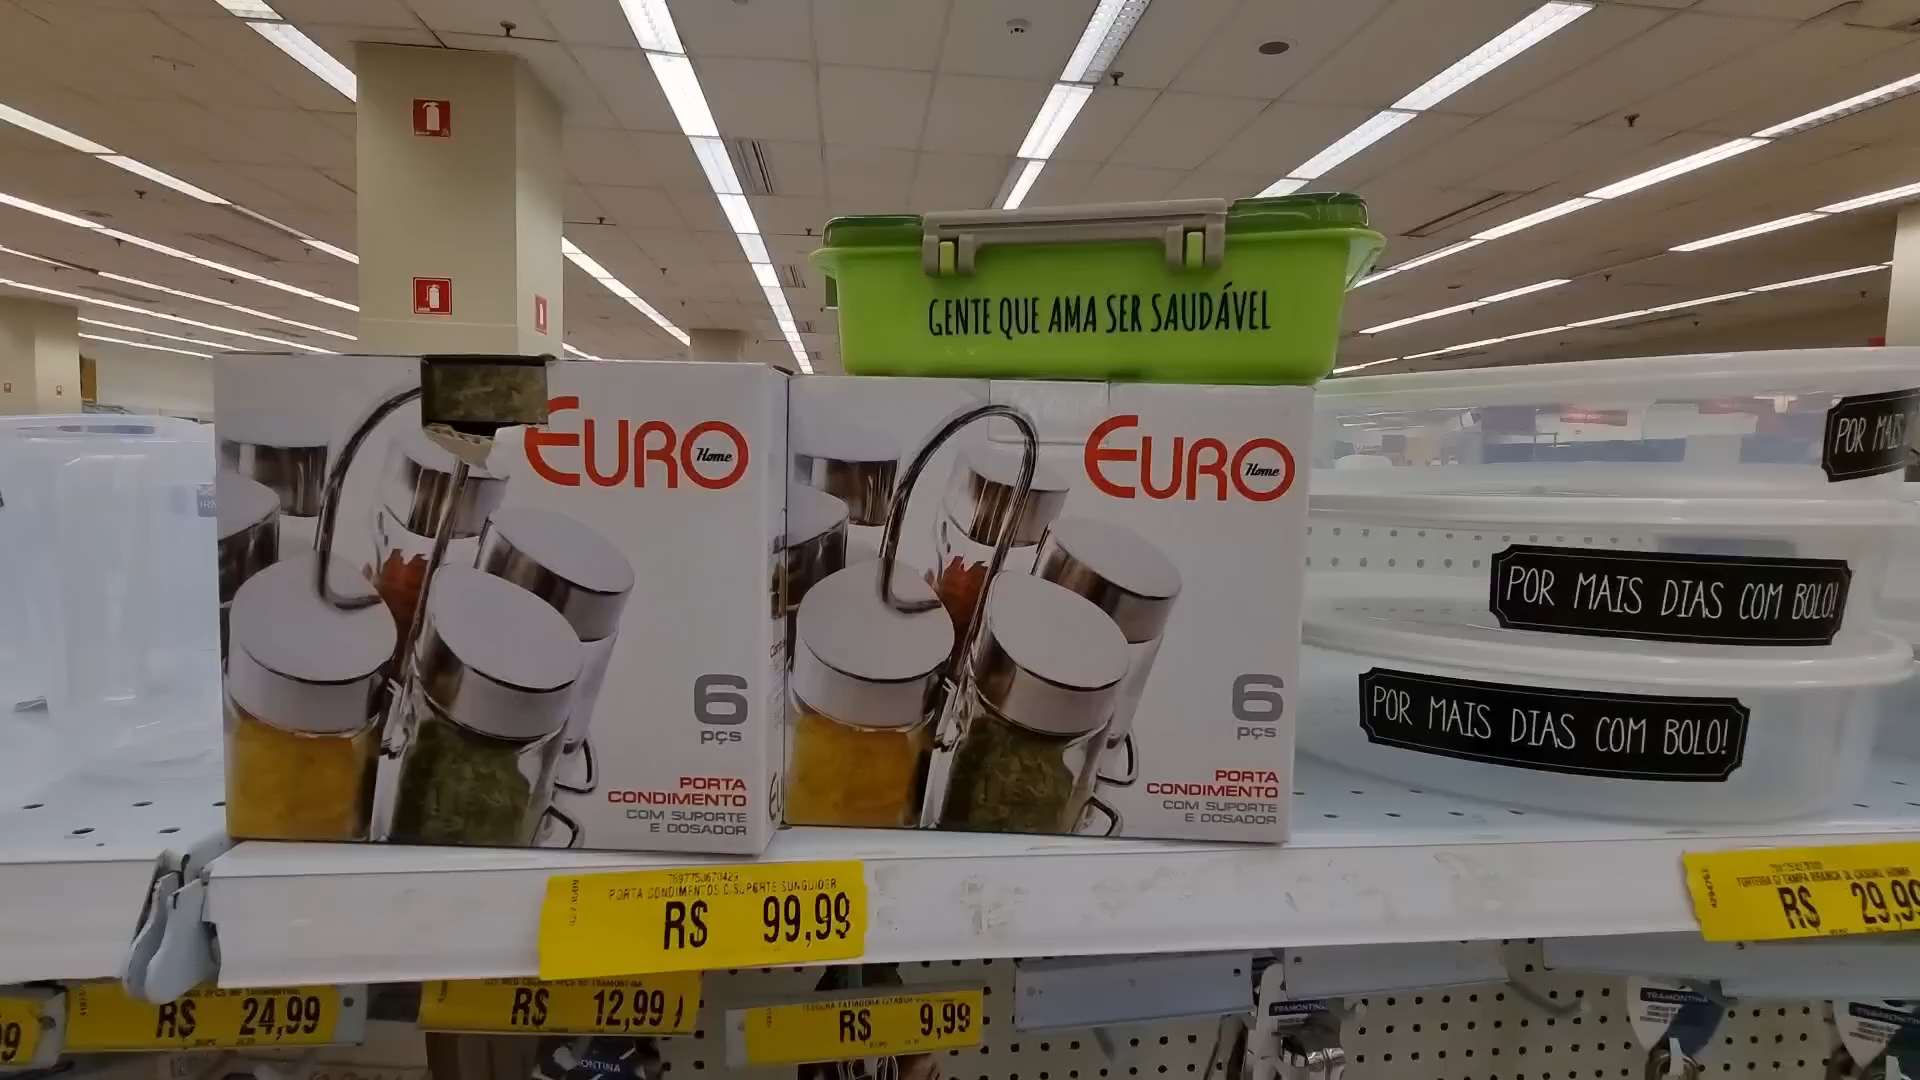 GENTE QUE AMA SER SAUDÁVEL
EURO
Home
6
pçs
PORTA
CONDIMENTO
COM SUPORTE
E DOSADOR
EURO
Home
6
pçs
PORTA
CONDIMENTO
COM SUPORTE
E DOSADOR
POR MAIS
POR MAIS DIAS COM BOLO!
POR MAIS DIAS COM BOLO!
PORTA CONDIMENTOS C.SUPORTE
R$ 99,99
R$ 29,99
R$ 24,99
R$ 12,99
R$ 9,99
TRAMONTINA
TRAMONTINA